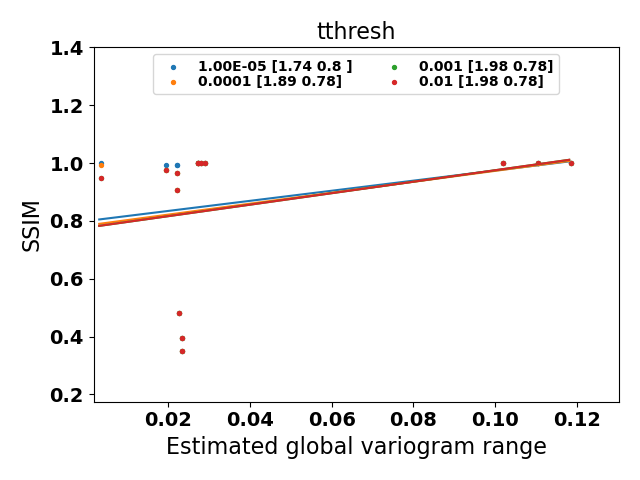 tthresh
1.00E-05 [1.74 0.8 ]
0.0001 [1.89 0.78]
0.001 [1.98 0.78]
0.01 [1.98 0.78]
1.4
1.2
1.0
0.8
0.6
0.4
0.2
SSIM
0.02 0.04 0.06 0.08 0.10 0.12
Estimated global variogram range